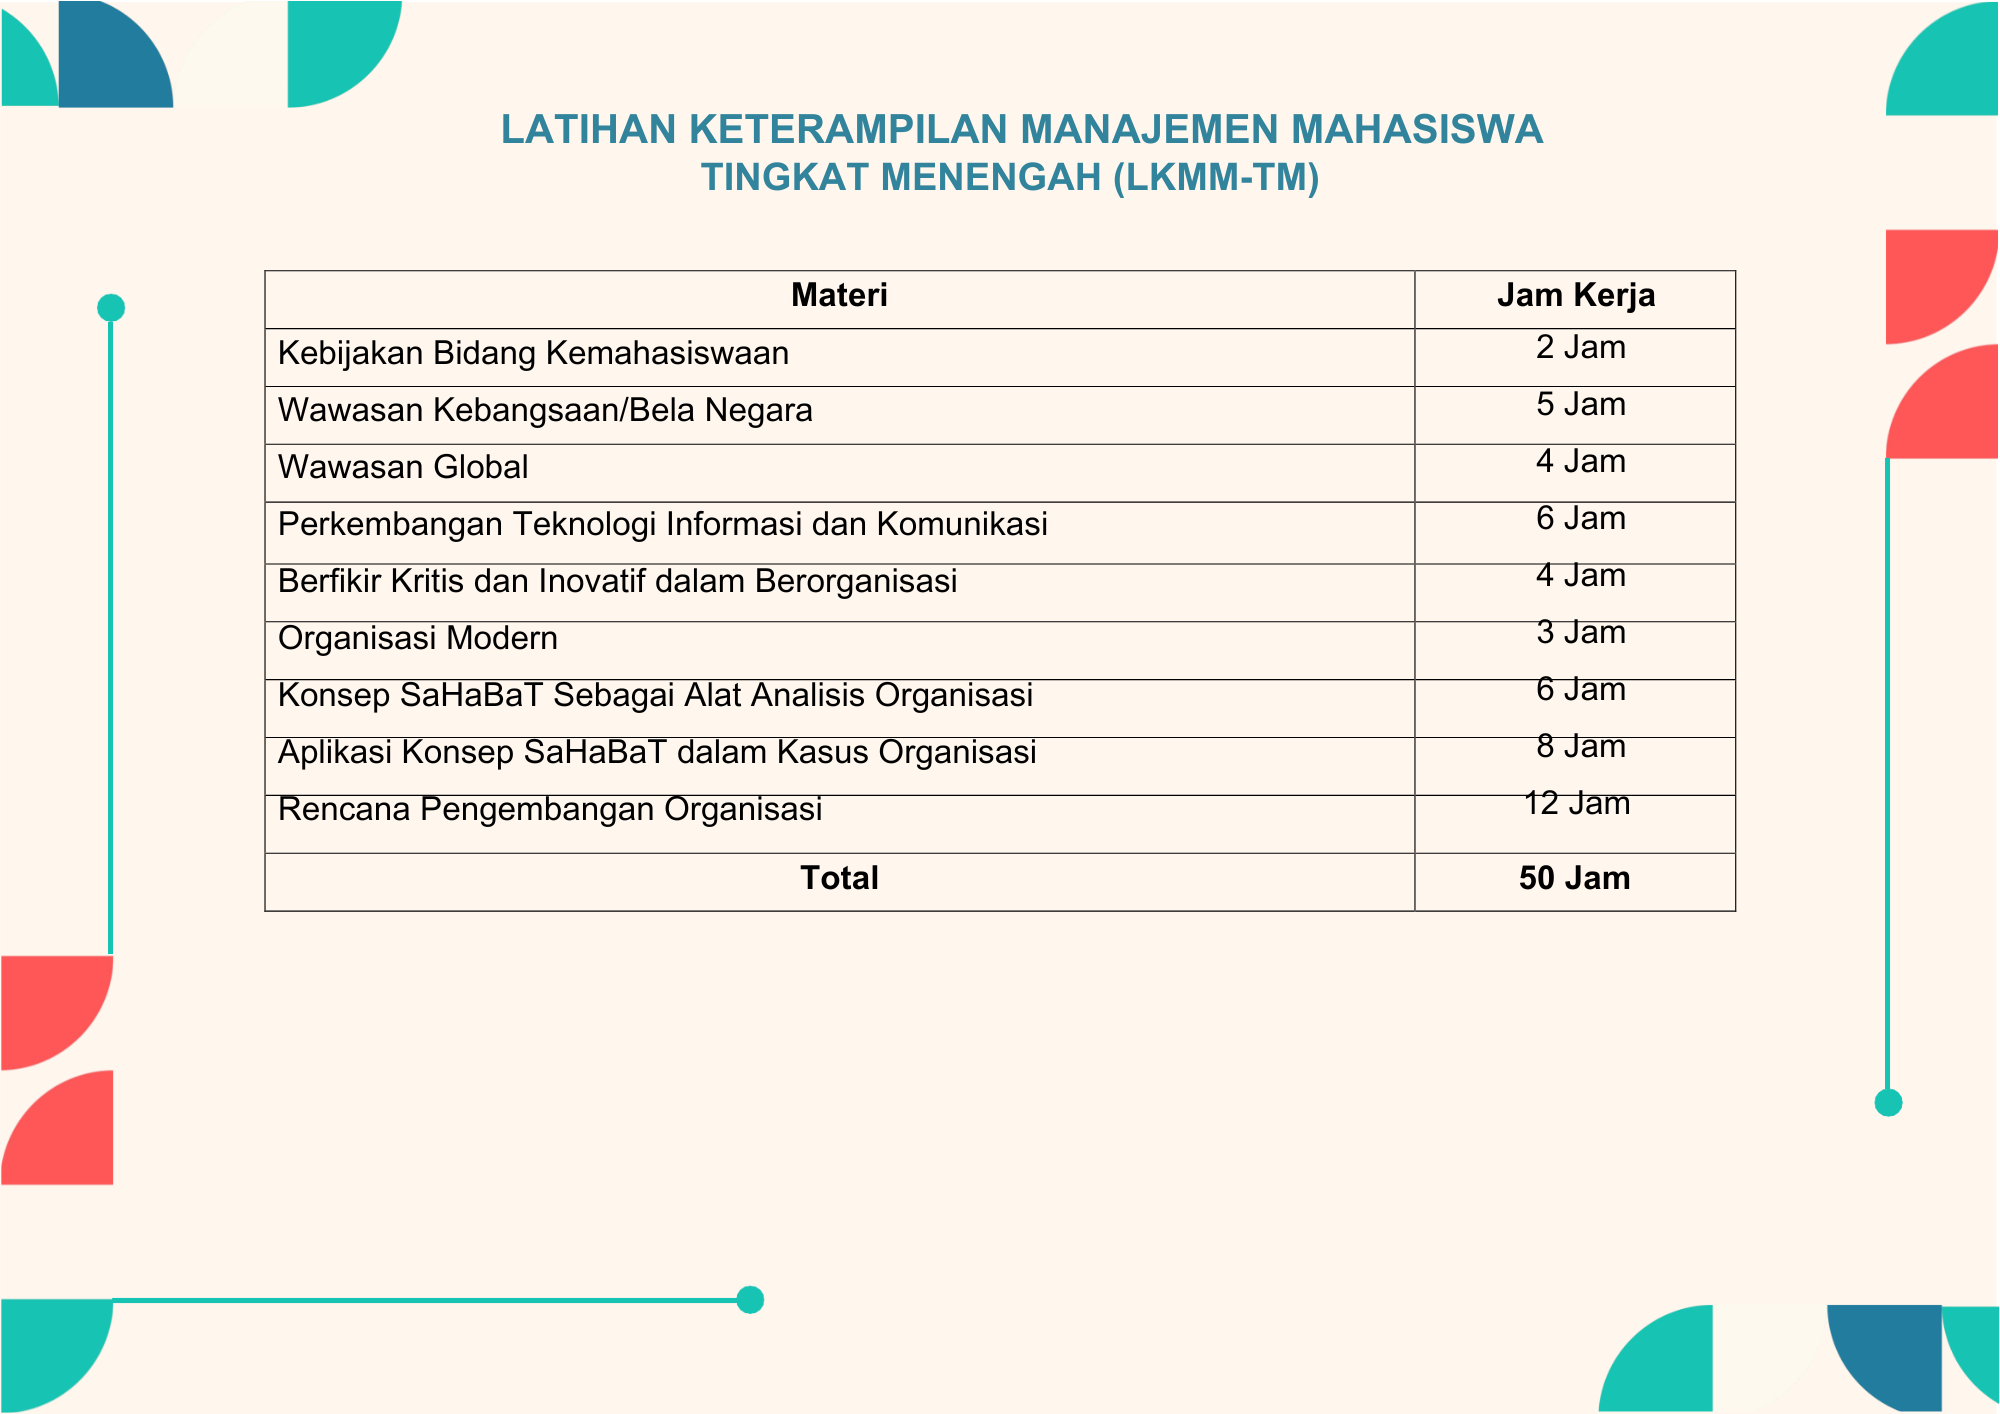 LATIHAN KETERAMPILAN MANAJEMEN MAHASISWA
TINGKAT MENENGAH (LKMM-TM)
Materi Jam Kerja
Kebijakan Bidang Kemahasiswaan 2 Jam
Wawasan Kebangsaan/Bela Negara 5 Jam
Wawasan Global 4 Jam
Perkembangan Teknologi Informasi dan Komunikasi 6 Jam
Berfikir Kritis dan Inovatif dalam Berorganisasi 4 Jam
Organisasi Modern 3 Jam
Konsep SaHaBaT Sebagai Alat Analisis Organisasi 6 Jam
Aplikasi Konsep SaHaBaT dalam Kasus Organisasi 8 Jam
Rencana Pengembangan Organisasi 12 Jam
Total 50 Jam